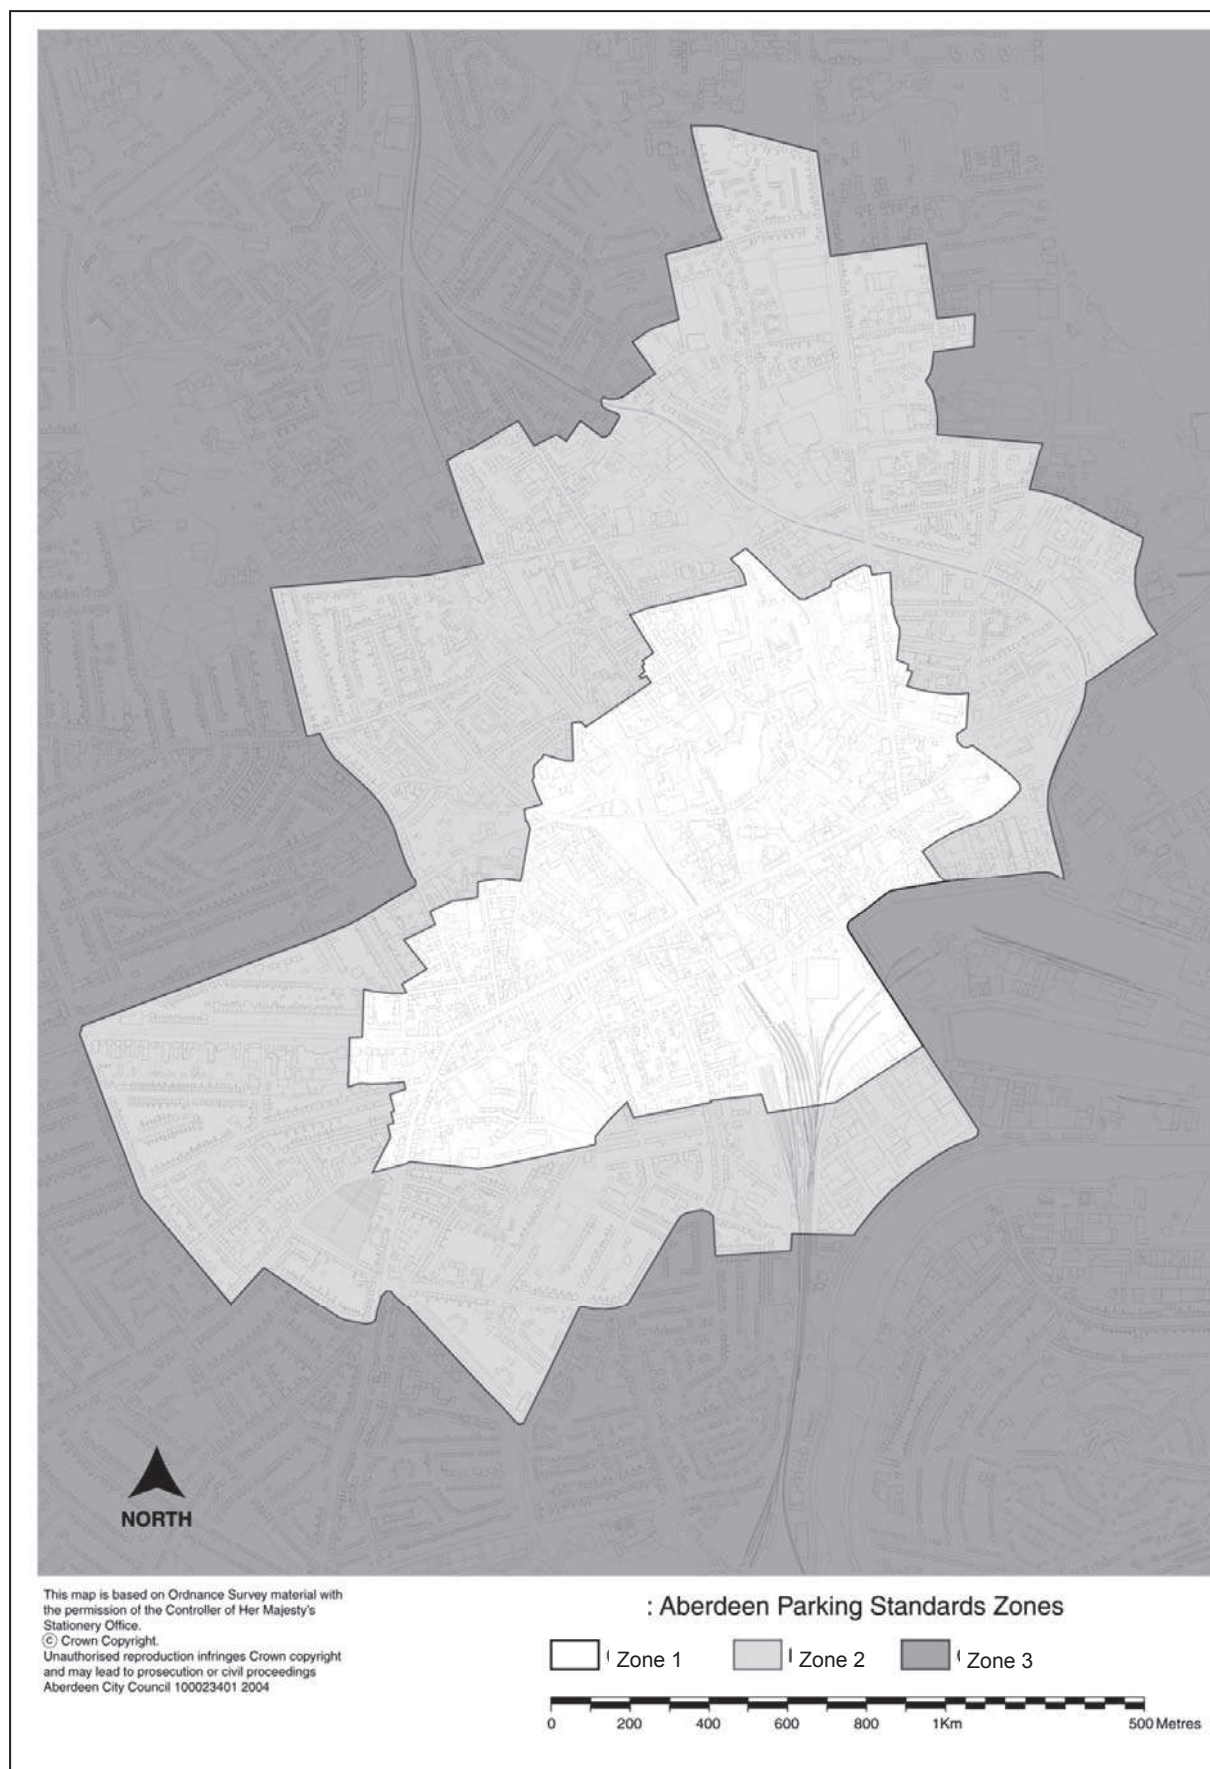 NORTH
This map is based on Ordnance Survey material with
the permission of the Controller of Her Majesty's
Stationery Office.
© Crown Copyright.
Unauthorised reproduction infringes Crown copyright
and may lead to prosecution or civil proceedings
Aberdeen City Council 100023401 2004
: Aberdeen Parking Standards Zones
Zone 1 Zone 2 Zone 3
0 200 400 600 800 1Km 500 Metres